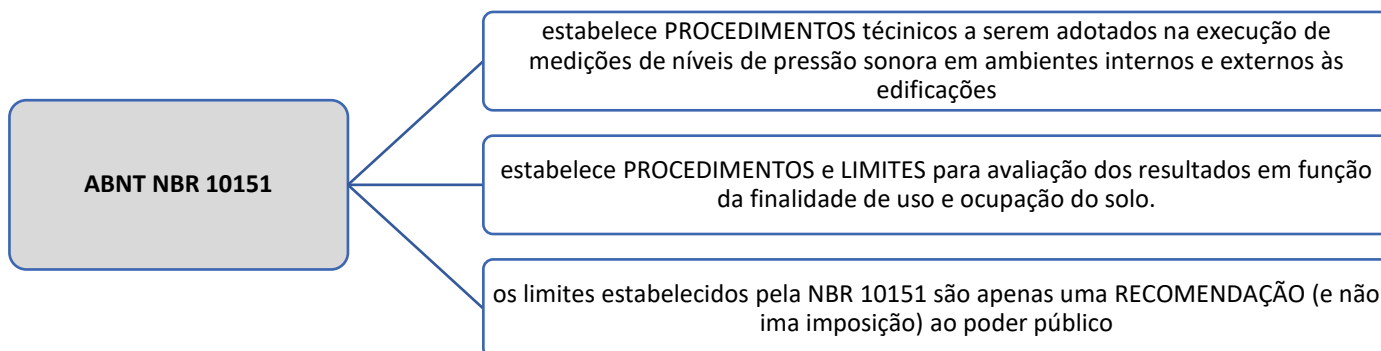 estabelece PROCEDIMENTOS técinicos a serem adotados na execução de
medições de níveis de pressão sonora em ambientes internos e externos às
edificações
ABNT NBR 10151
estabelece PROCEDIMENTOS e LIMITES para avaliação dos resultados em função
da finalidade de uso e ocupação do solo.
os limites estabelecidos pela NBR 10151 são apenas uma RECOMENDAÇÃO (e não
ima imposição) ao poder público